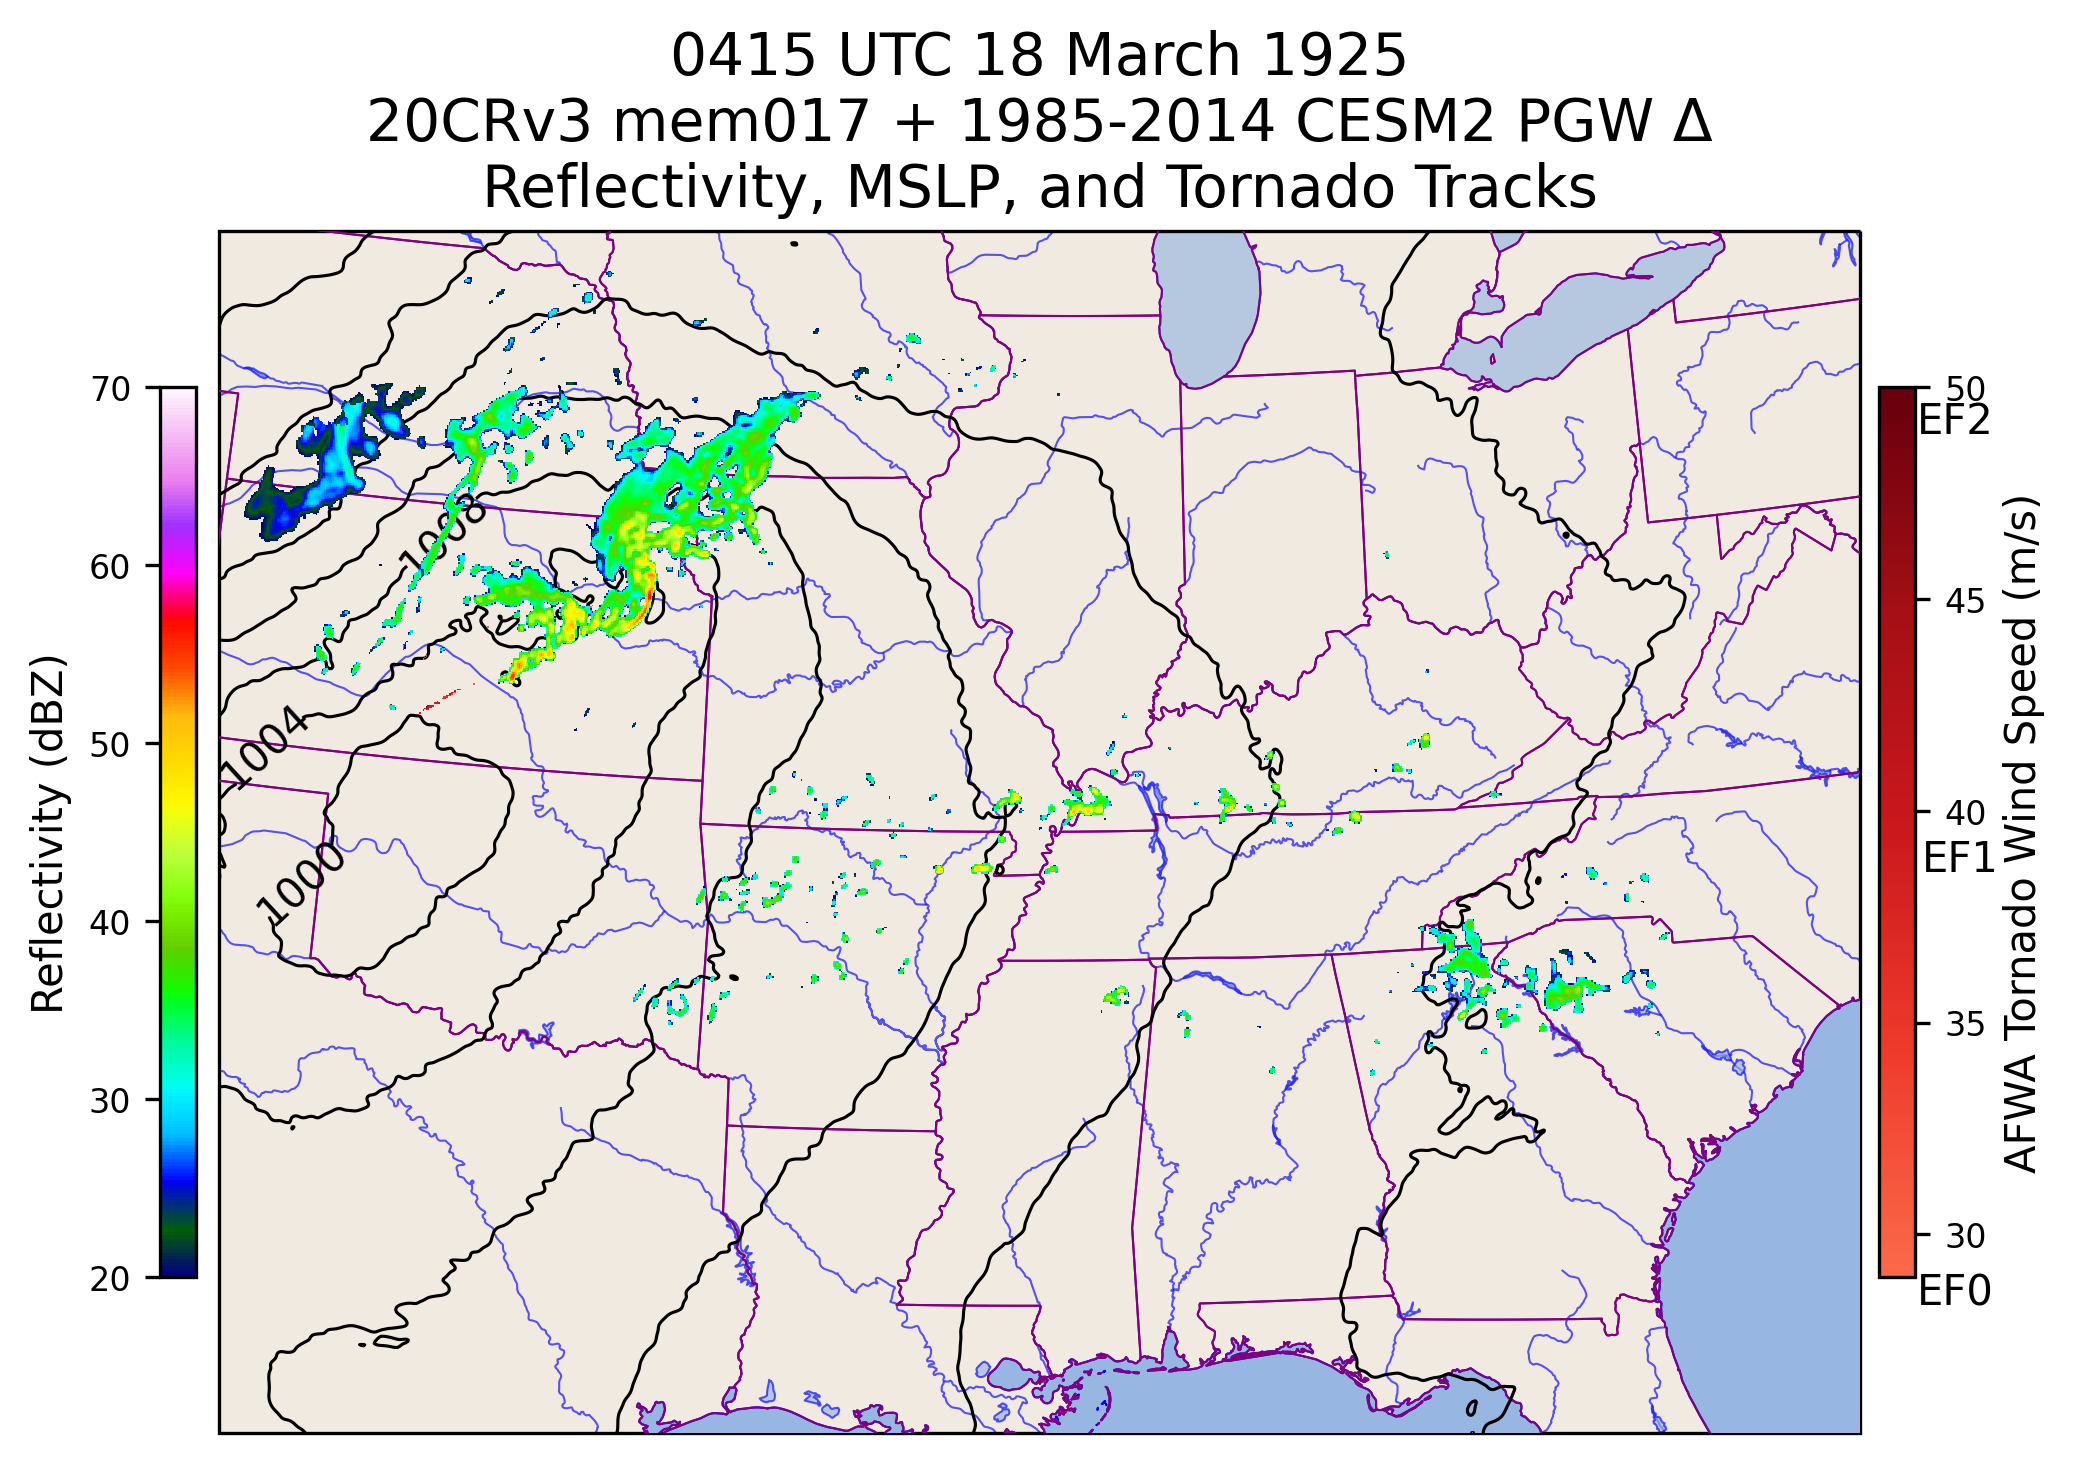 0415 UTC 18 March 1925
20CRv3 mem017 + 1985-2014 CESM2 PGW Δ
Reflectivity, MSLP, and Tornado Tracks
70
60
50
40
30
20
Reflectivity (dBZ)
1008
1004
1000
50
EF2
45
40
EF1
35
30
EF0
AFWA Tornado Wind Speed (m/s)